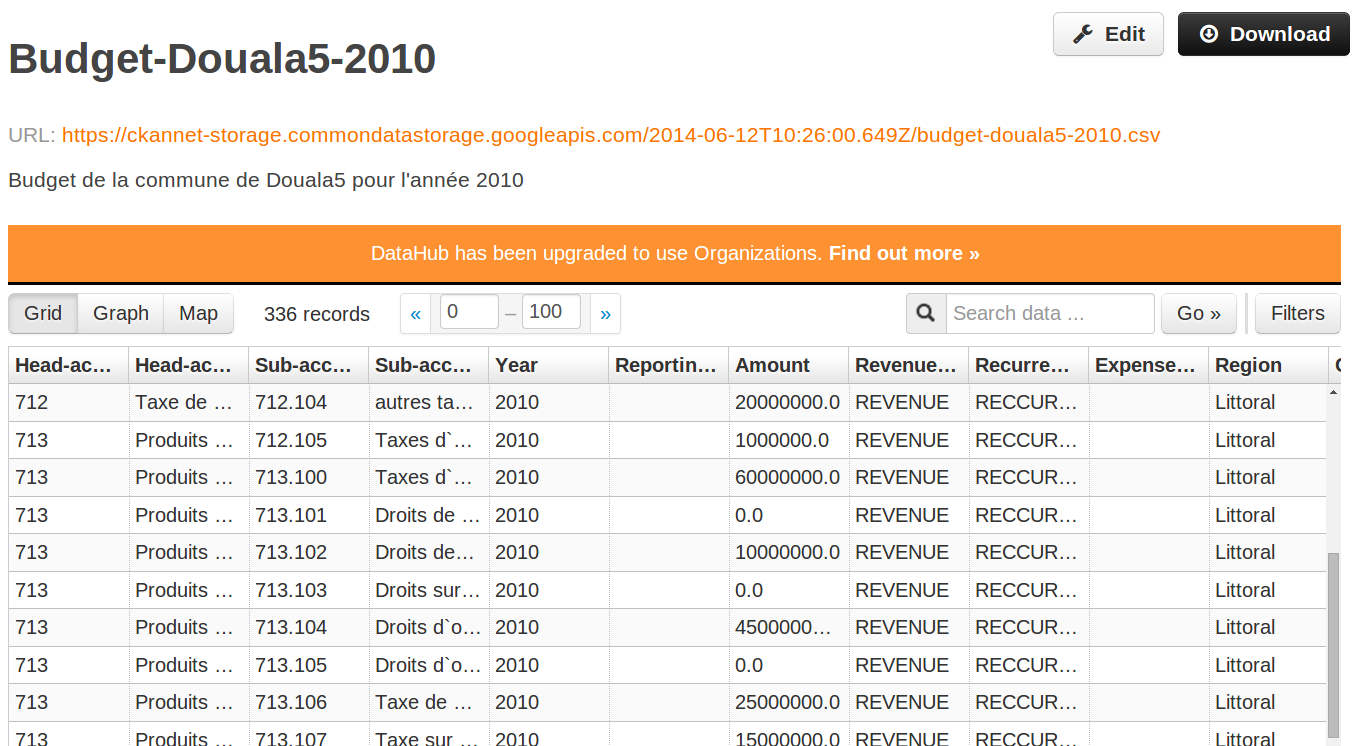 Edit Download
Budget-Douala5-2010
URL: https://ckannet-storage.commondatastorage.googleapis.com/2014-06-12T10:26:00.649Z/budget-douala5-2010.csv
Budget de la commune de Douala5 pour l'année 2010
DataHub has been upgraded to use Organizations. Find out more »
Grid Graph Map 336 records « 0 – 100 » Search data ... Go » Filters
Head-ac… Head-ac… Sub-acc… Sub-acc… Year Reportin… Amount Revenue… Recurre… Expense… Region
712 Taxe de … 712.104 autres ta… 2010 20000000.0 REVENUE RECCUR… Littoral
713 Produits … 712.105 Taxes d`… 2010 1000000.0 REVENUE RECCUR… Littoral
713 Produits … 713.100 Taxes d`… 2010 60000000.0 REVENUE RECCUR… Littoral
713 Produits … 713.101 Droits de … 2010 0.0 REVENUE RECCUR… Littoral
713 Produits … 713.102 Droits de… 2010 10000000.0 REVENUE RECCUR… Littoral
713 Produits … 713.103 Droits sur… 2010 0.0 REVENUE RECCUR… Littoral
713 Produits … 713.104 Droits d`o… 2010 4500000… REVENUE RECCUR… Littoral
713 Produits … 713.105 Droits d`o… 2010 0.0 REVENUE RECCUR… Littoral
713 Produits … 713.106 Taxe de … 2010 25000000.0 REVENUE RECCUR… Littoral
713 Produits … 713.107 Taxe sur … 2010 15000000.0 REVENUE RECCUR… Littoral